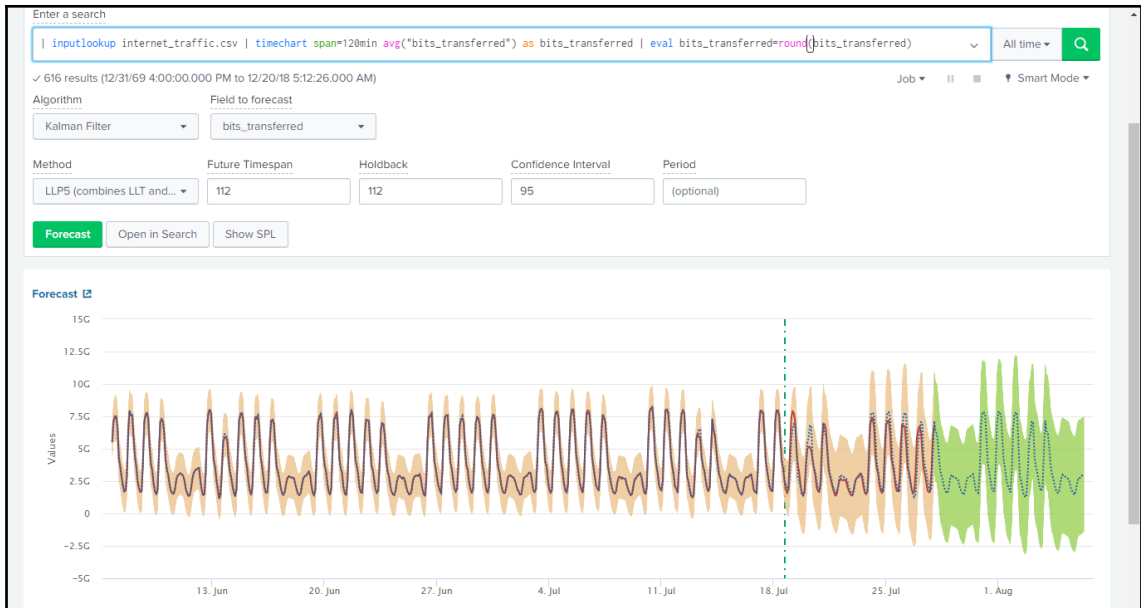 Enter a search
| inputlookup internet_traffic.csv | timechart span=120min avg("bits_transferred") as bits_transferred | eval bits_transferred=round(bits_transferred)
All time
✓ 616 results (12/31/69 4:00:00.000 PM to 12/20/18 5:12:26.000 AM)
Job
Smart Mode
Algorithm
Field to forecast
Kalman Filter
bits_transferred
Method
Future Timespan
Holdback
Confidence Interval
Period
LLP5 (combines LLT and...
112
112
95
(optional)
Forecast
Open in Search
Show SPL
Forecast
15G
12.5G
10G
7.5G
5G
2.5G
0
−2.5G
−5G
Values
13. Jun
20. Jun
27. Jun
4. Jul
11. Jul
18. Jul
25. Jul
1. Aug